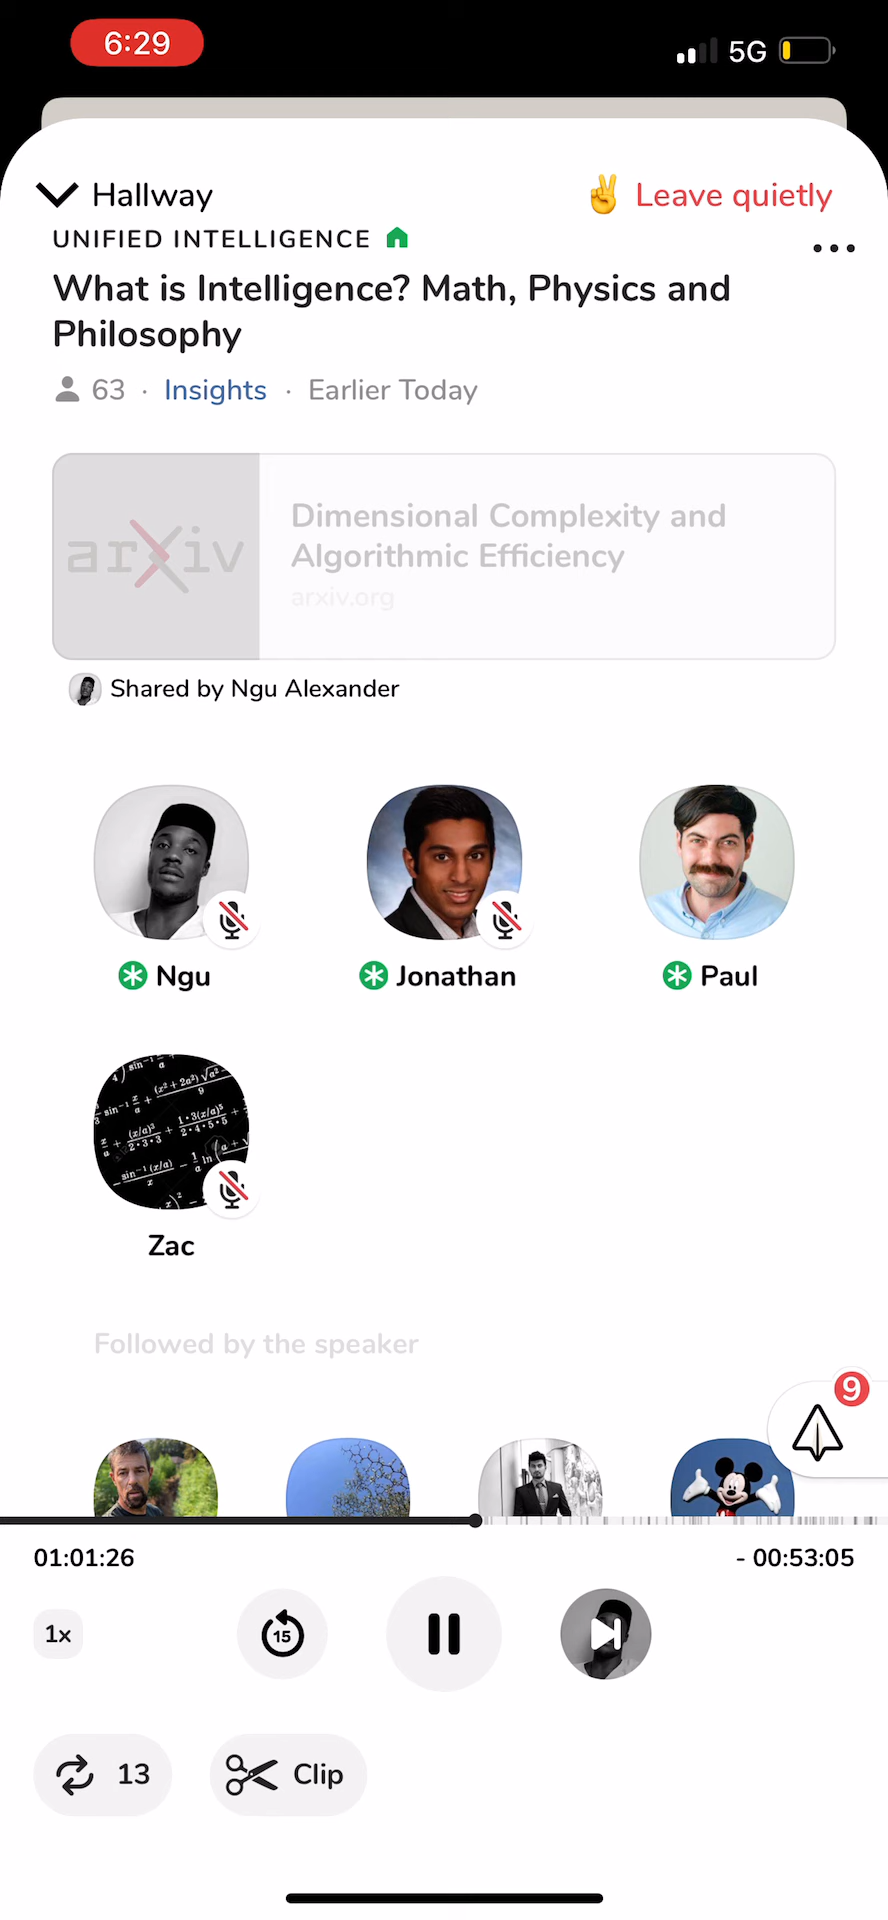 6:29
5G
Hallway
✌️ Leave quietly
UNIFIED INTELLIGENCE
What is Intelligence? Math, Physics and
Philosophy
63 · Insights · Earlier Today
arXiv
Dimensional Complexity and
Algorithmic Efficiency
arxiv.org
Shared by Ngu Alexander
Ngu
Jonathan
Paul
Zac
Followed by the speaker
9
01:01:26
- 00:53:05
1x
15
13
Clip